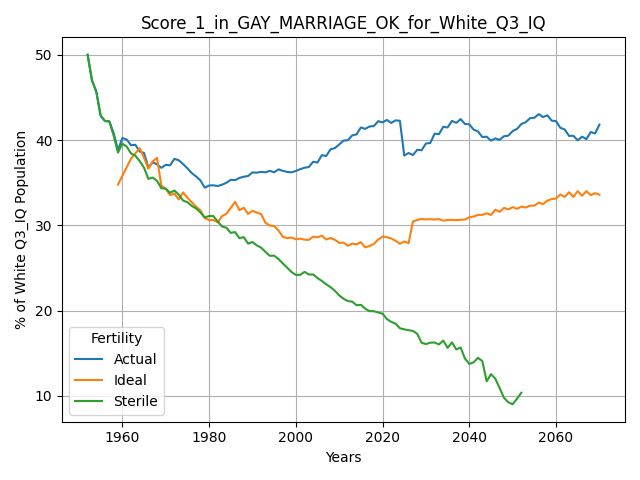 Score_1_in_GAY_MARRIAGE_OK_for_White_Q3_IQ
% of White Q3_IQ Population
50
40
30
20
10
Fertility
Actual
Ideal
Sterile
1960
1980
2000
2020
2040
2060
Years